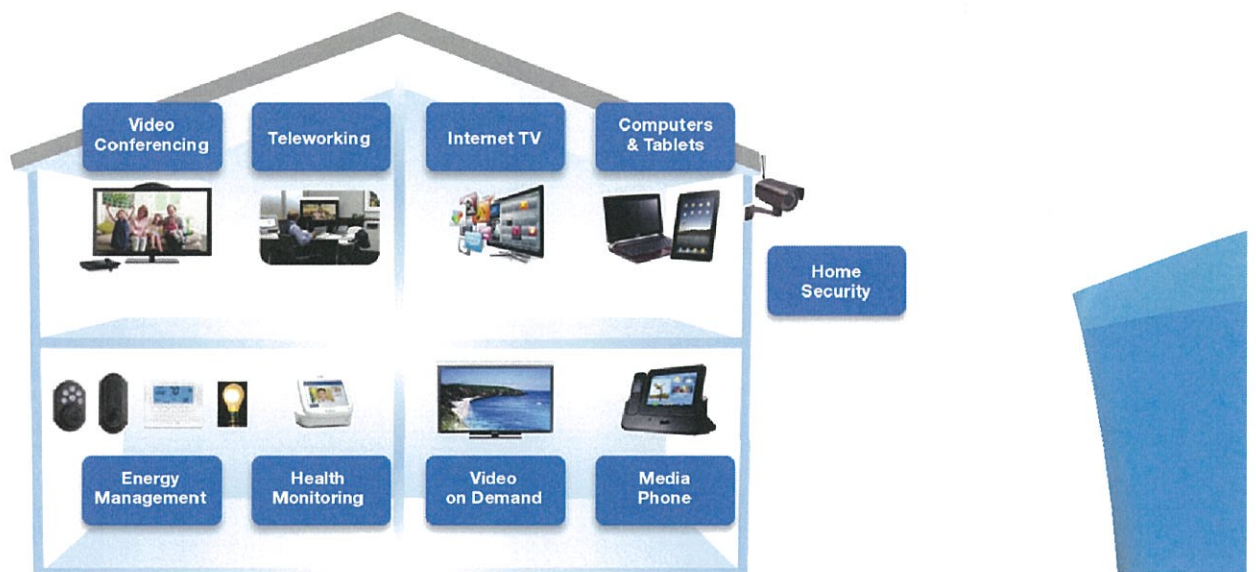 Video
Conferencing
Teleworking
Internet TV
Computers
& Tablets
Home
Security
Energy
Management
Health
Monitoring
Video
on Demand
Media
Phone